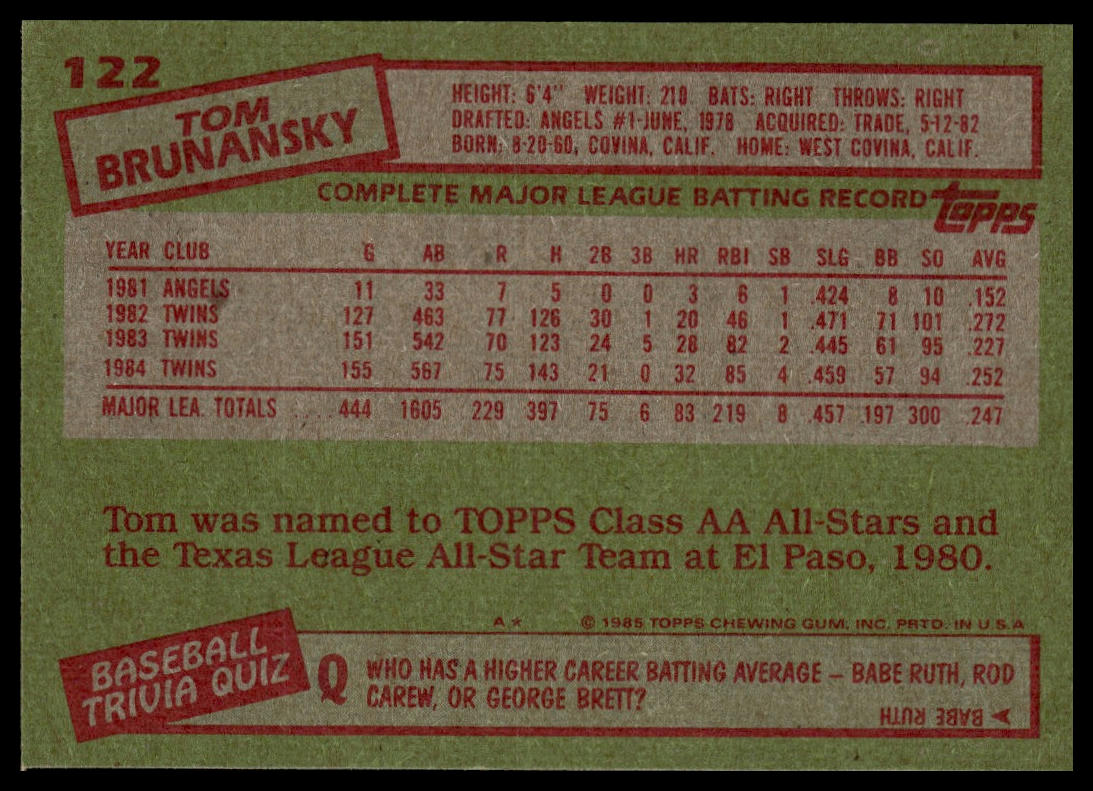 122
TOM
BRUNANSKY
HEIGHT: 6'4" WEIGHT: 210 BATS: RIGHT THROWS: RIGHT
DRAFTED: ANGELS #1-JUNE, 1978 ACQUIRED: TRADE, 5-12-82
BORN: 8-20-60, COVINA, CALIF. HOME: WEST COVINA, CALIF.
COMPLETE MAJOR LEAGUE BATTING RECORD topps
YEAR CLUB G AB R H 2B 3B HR RBI SB SLG BB SO AVG
1981 ANGELS 11 33 7 5 0 0 3 6 1 .424 8 10 .152
1982 TWINS 127 463 77 126 30 1 20 46 1 .471 71 101 .272
1983 TWINS 151 542 70 123 24 5 28 82 2 .445 61 95 .227
1984 TWINS 155 567 75 143 21 0 32 85 4 .459 57 94 .252
MAJOR LEA. TOTALS .... 444 1605 229 397 75 6 83 219 8 .457 197 300 .247
Tom was named to TOPPS Class AA All-Stars and
the Texas League All-Star Team at El Paso, 1980.
A* © 1985 TOPPS CHEWING GUM, INC. PRTD. IN U.S.A
BASEBALL
TRIVIA QUIZ
Q WHO HAS A HIGHER CAREER BATTING AVERAGE – BABE RUTH, ROD
CAREW, OR GEORGE BRETT?
BABE RUTH